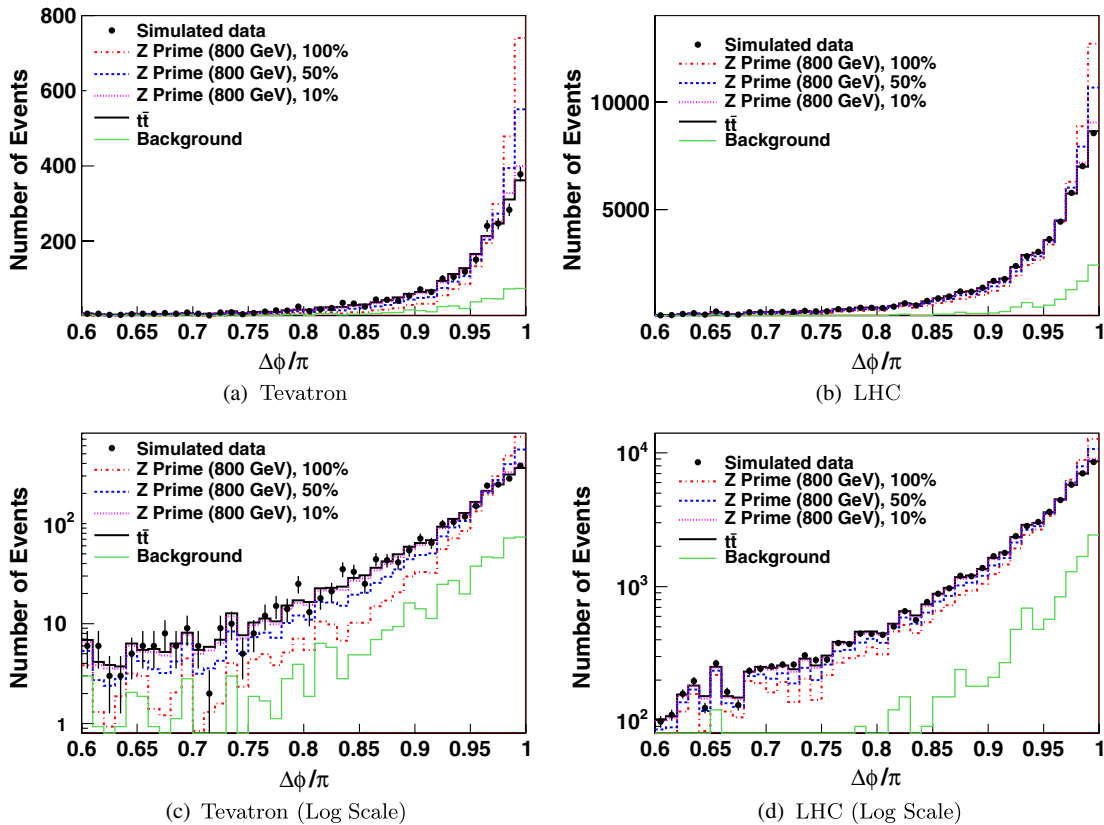 800
600
400
200
Number of Events
Simulated data
Z Prime (800 GeV), 100%
Z Prime (800 GeV), 50%
Z Prime (800 GeV), 10%
tt̄
Background
0.6 0.65 0.7 0.75 0.8 0.85 0.9 0.95 1
Δϕ/π
(a) Tevatron
10000
5000
Number of Events
Simulated data
Z Prime (800 GeV), 100%
Z Prime (800 GeV), 50%
Z Prime (800 GeV), 10%
tt̄
Background
0.6 0.65 0.7 0.75 0.8 0.85 0.9 0.95 1
Δϕ/π
(b) LHC
10²
10
1
Number of Events
Simulated data
Z Prime (800 GeV), 100%
Z Prime (800 GeV), 50%
Z Prime (800 GeV), 10%
tt̄
Background
0.6 0.65 0.7 0.75 0.8 0.85 0.9 0.95 1
Δϕ/π
(c) Tevatron (Log Scale)
10⁴
10³
10²
Number of Events
Simulated data
Z Prime (800 GeV), 100%
Z Prime (800 GeV), 50%
Z Prime (800 GeV), 10%
tt̄
Background
0.6 0.65 0.7 0.75 0.8 0.85 0.9 0.95 1
Δϕ/π
(d) LHC (Log Scale)